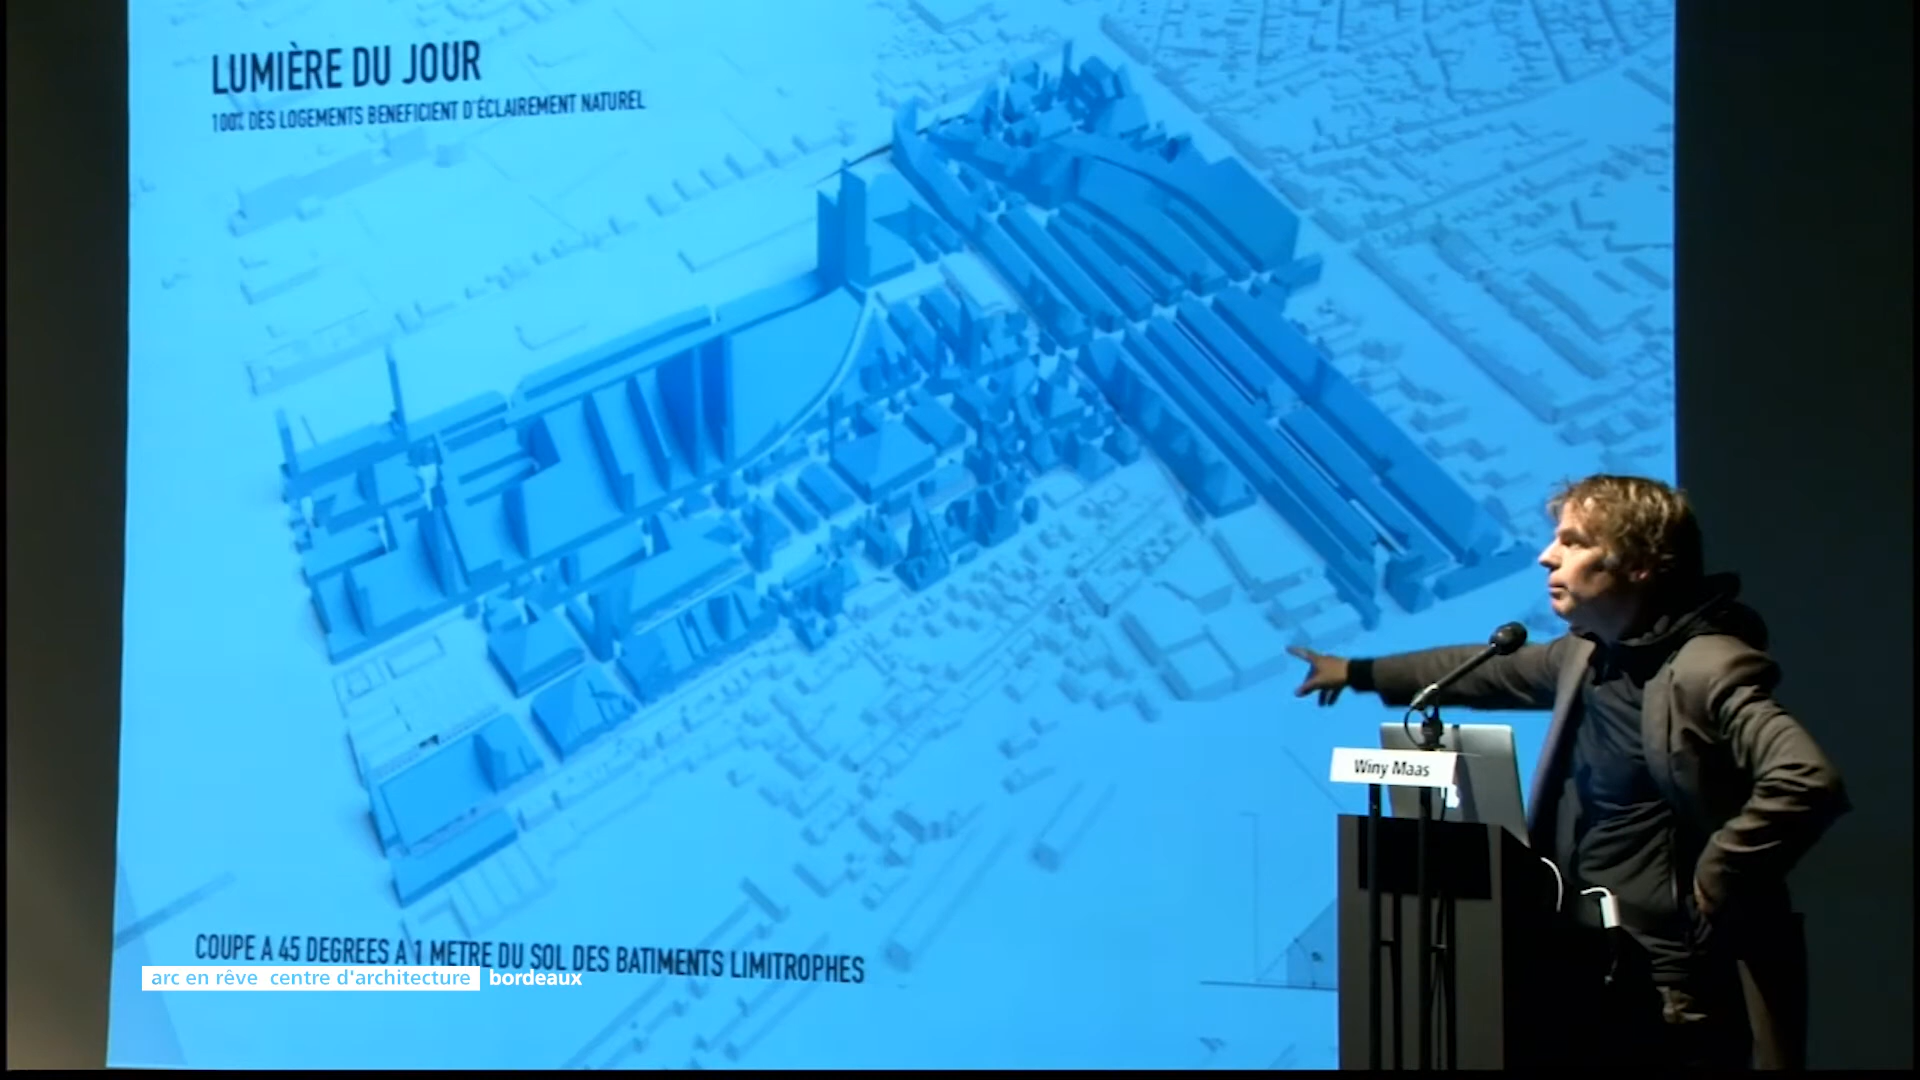 LUMIÈRE DU JOUR
100% DES LOGEMENTS BENEFICIENT D'ÉCLAIREMENT NATUREL
Winy Maas
COUPE A 45 DEGREES A 1 METRE DU SOL DES BATIMENTS LIMITROPHES
arc en rêve centre d'architecture bordeaux